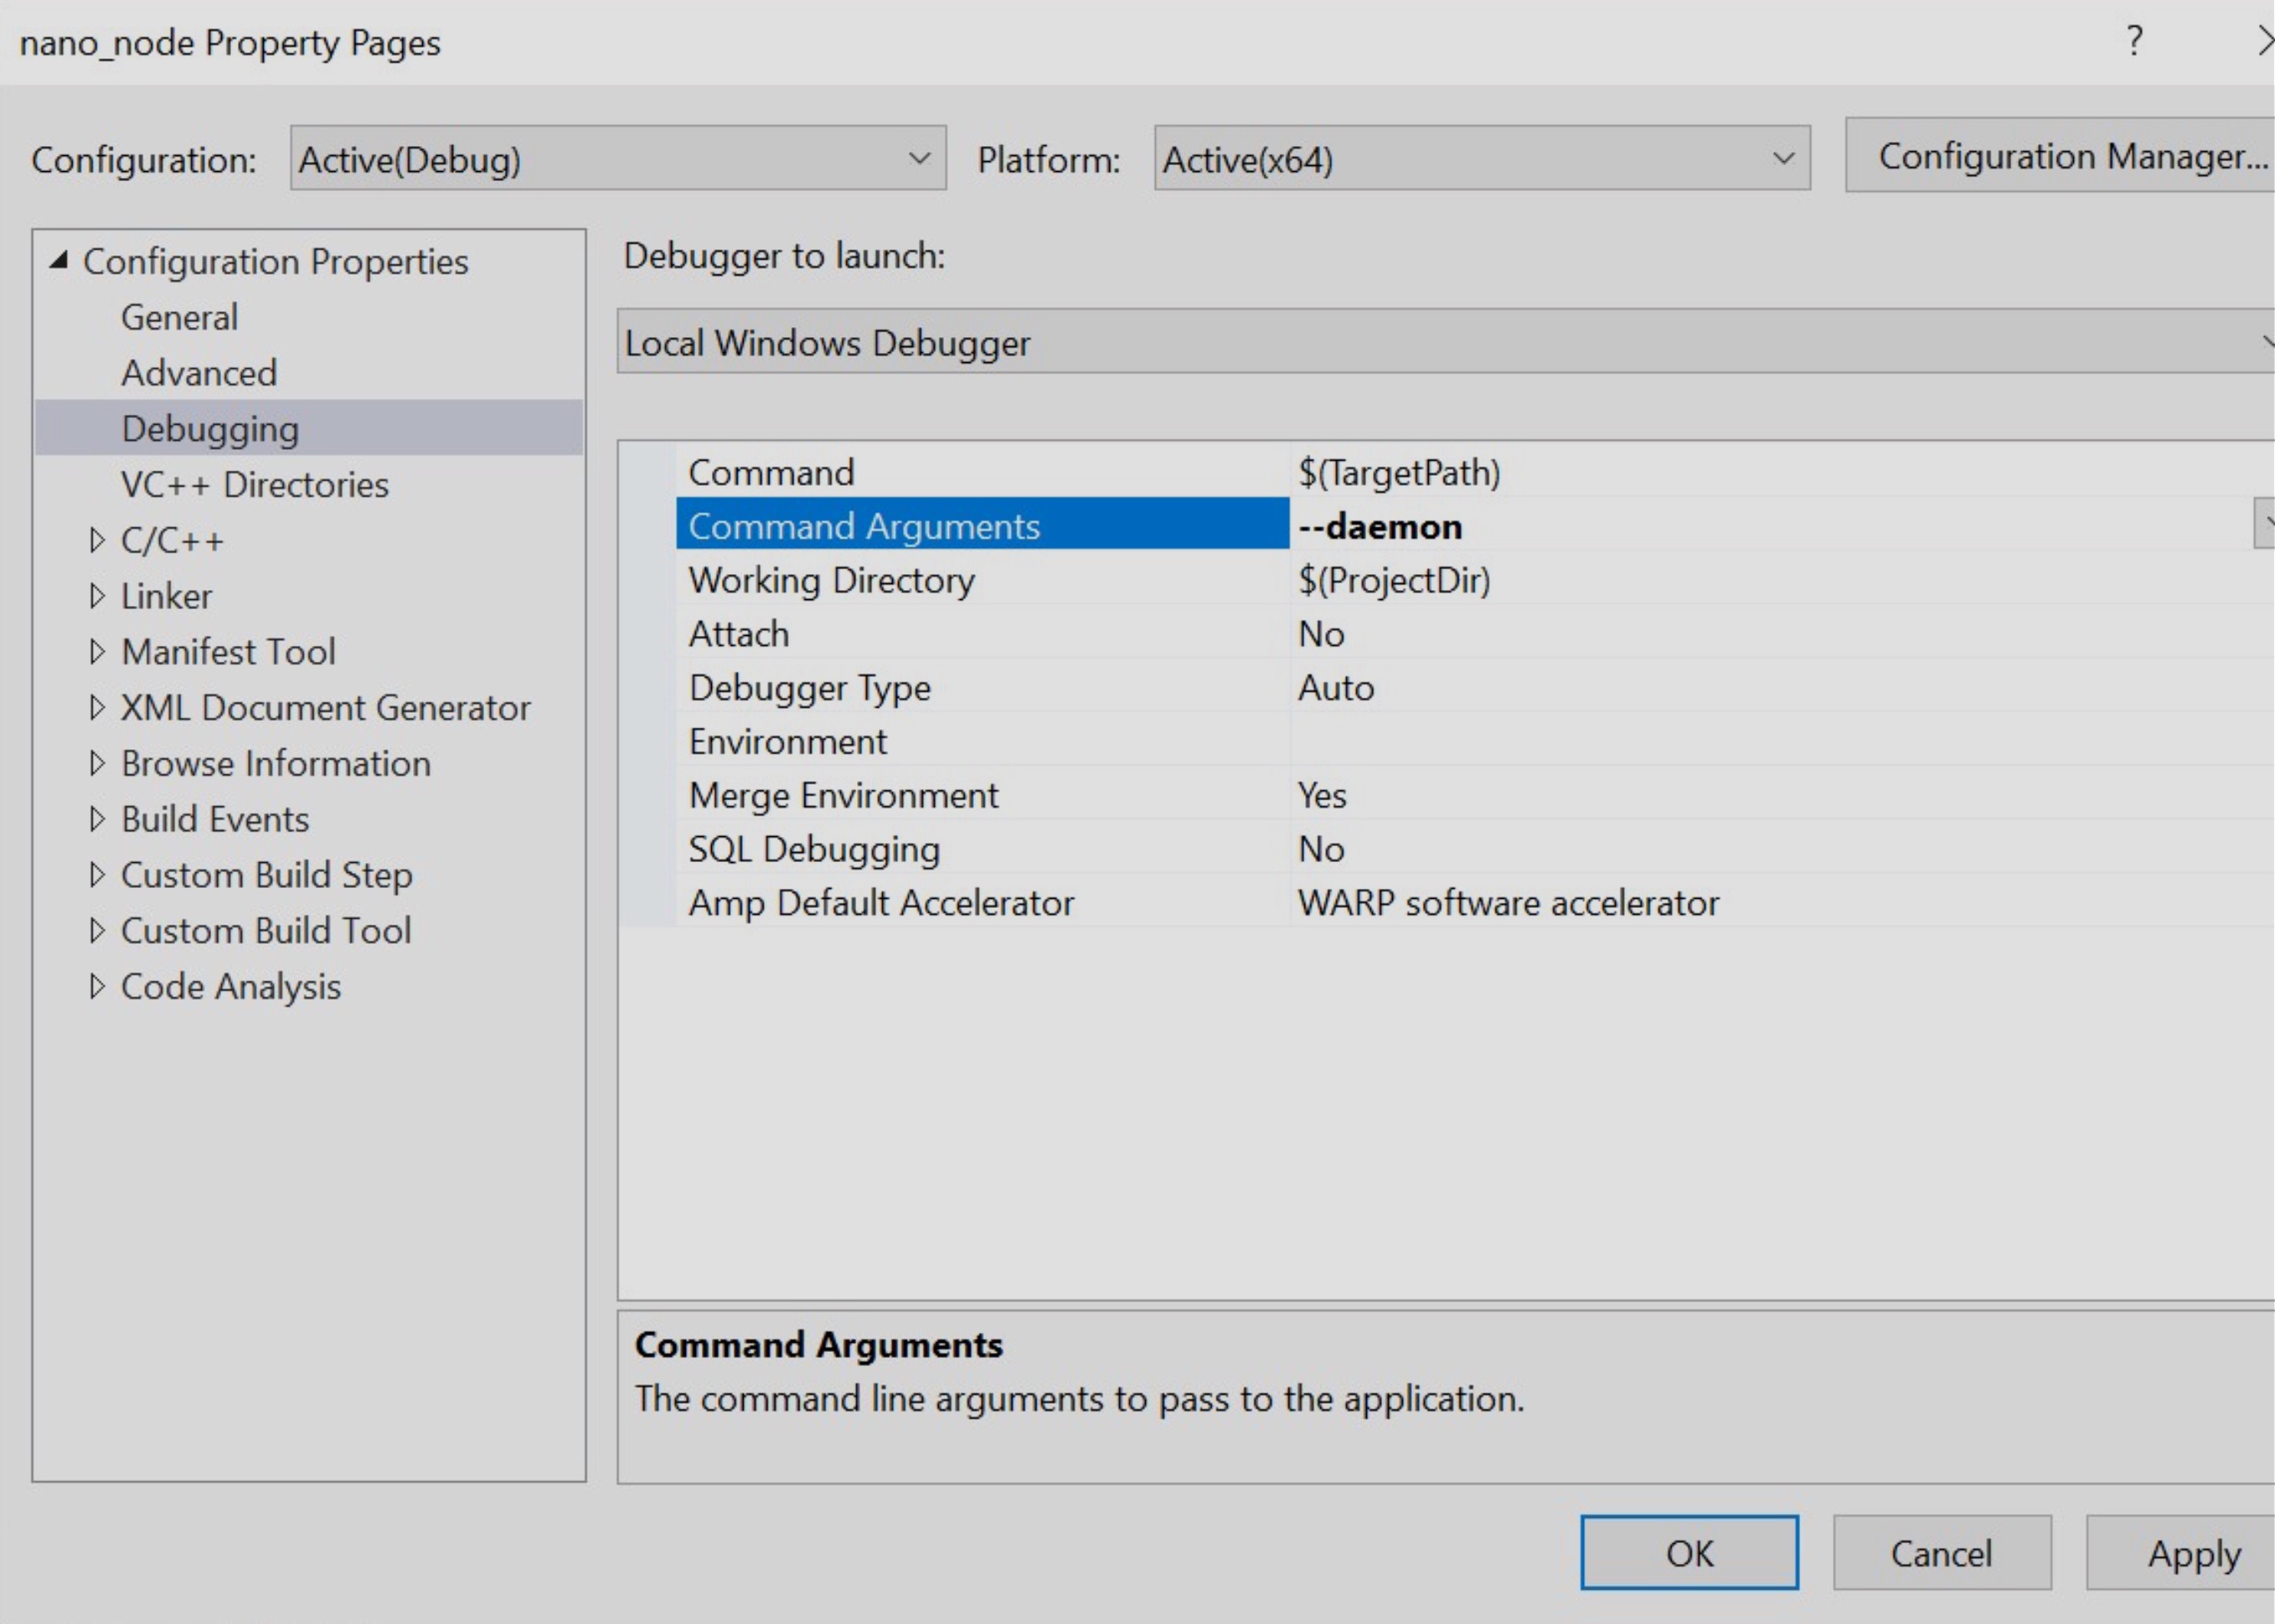 nano_node Property Pages
?
Configuration: Active(Debug) Platform: Active(x64) Configuration Manager...
Configuration Properties
General
Advanced
Debugging
VC++ Directories
C/C++
Linker
Manifest Tool
XML Document Generator
Browse Information
Build Events
Custom Build Step
Custom Build Tool
Code Analysis
Debugger to launch:
Local Windows Debugger
Command $(TargetPath)
Command Arguments --daemon
Working Directory $(ProjectDir)
Attach No
Debugger Type Auto
Environment
Merge Environment Yes
SQL Debugging No
Amp Default Accelerator WARP software accelerator
Command Arguments
The command line arguments to pass to the application.
OK Cancel Apply